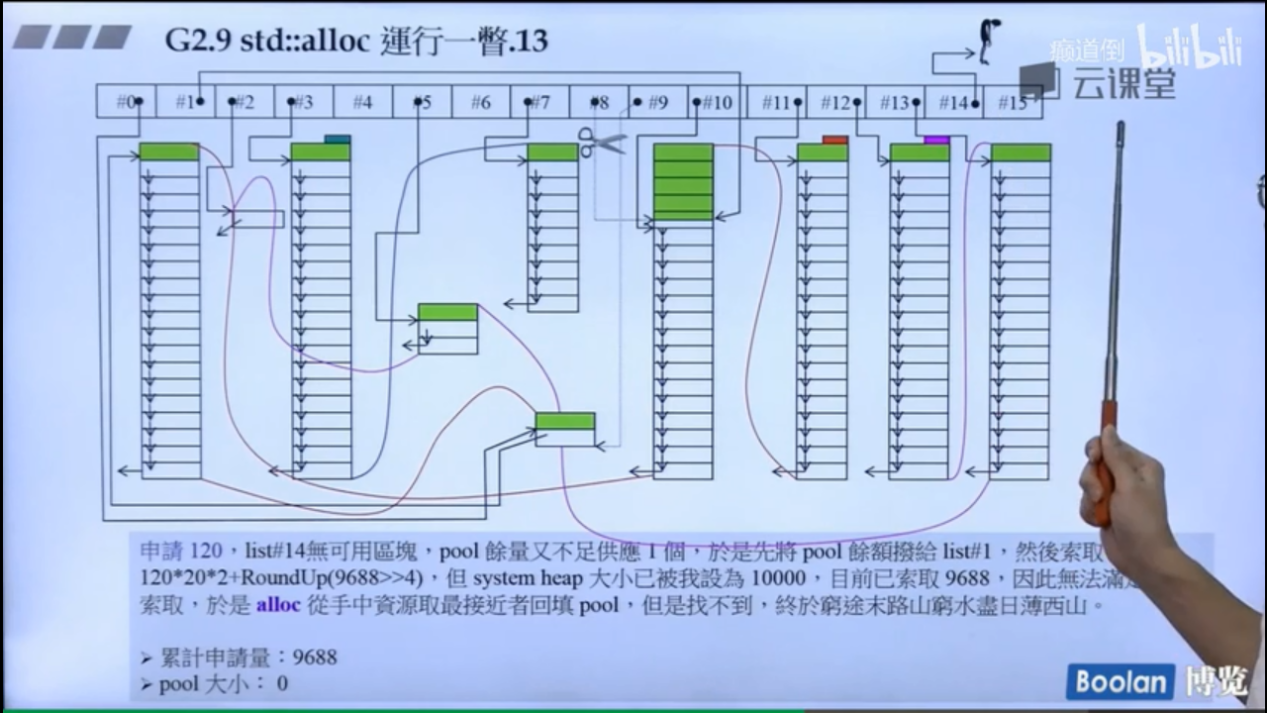 G2.9 std::alloc 運行一瞥.13
癫道倒 bilibili
云课堂
#0 #1 #2 #3 #4 #5 #6 #7 #8 #9 #10 #11 #12 #13 #14 #15
申請 120，list#14無可用區塊，pool 餘量又不足供應 1 個，於是先將 pool 餘額撥給 list#1，然後索取
120*20*2+RoundUp(9688>>4)，但 system heap 大小已被我設為 10000，目前已索取 9688，因此無法滿足
索取，於是 alloc 從手中資源取最接近者回填 pool，但是找不到，終於窮途末路山窮水盡日薄西山。
➢ 累計申請量：9688
➢ pool 大小： 0
Boolan 博览